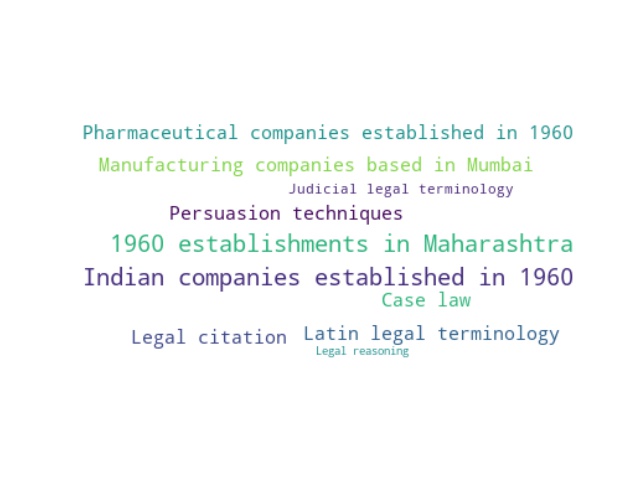 Pharmaceutical companies established in 1960
Manufacturing companies based in Mumbai
Judicial legal terminology
Persuasion techniques
1960 establishments in Maharashtra
Indian companies established in 1960
Case law
Legal citation
Latin legal terminology
Legal reasoning